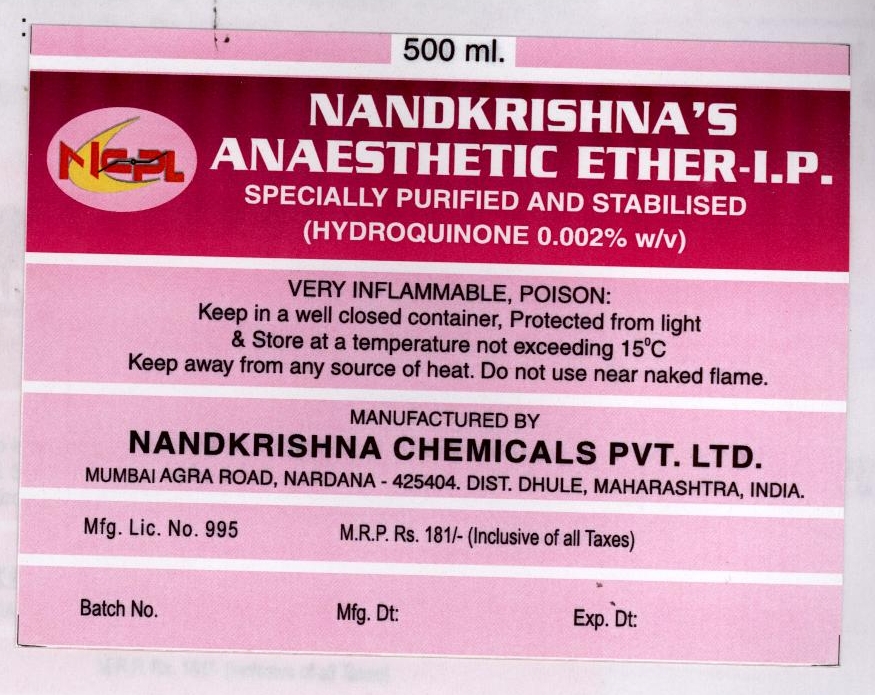 500 ml.
NCPL
NANDKRISHNA'S
ANAESTHETIC ETHER-I.P.
SPECIALLY PURIFIED AND STABILISED
(HYDROQUINONE 0.002% w/v)
VERY INFLAMMABLE, POISON:
Keep in a well closed container, Protected from light
& Store at a temperature not exceeding 15⁰C
Keep away from any source of heat. Do not use near naked flame.
MANUFACTURED BY
NANDKRISHNA CHEMICALS PVT. LTD.
MUMBAI AGRA ROAD, NARDANA - 425404. DIST. DHULE, MAHARASHTRA, INDIA.
Mfg. Lic. No. 995 M.R.P. Rs. 181/- (Inclusive of all Taxes)
Batch No. Mfg. Dt: Exp. Dt: